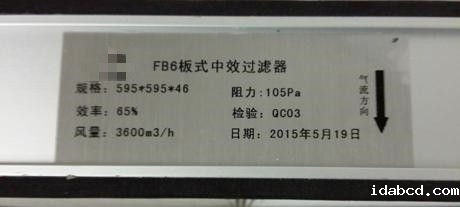 FB6板式中效过滤器
规格：595*595*46 阻力：105Pa
效率：65% 检验：QC03
风量：3600m3/h 日期：2015年5月19日
气流方向
idabcd.com